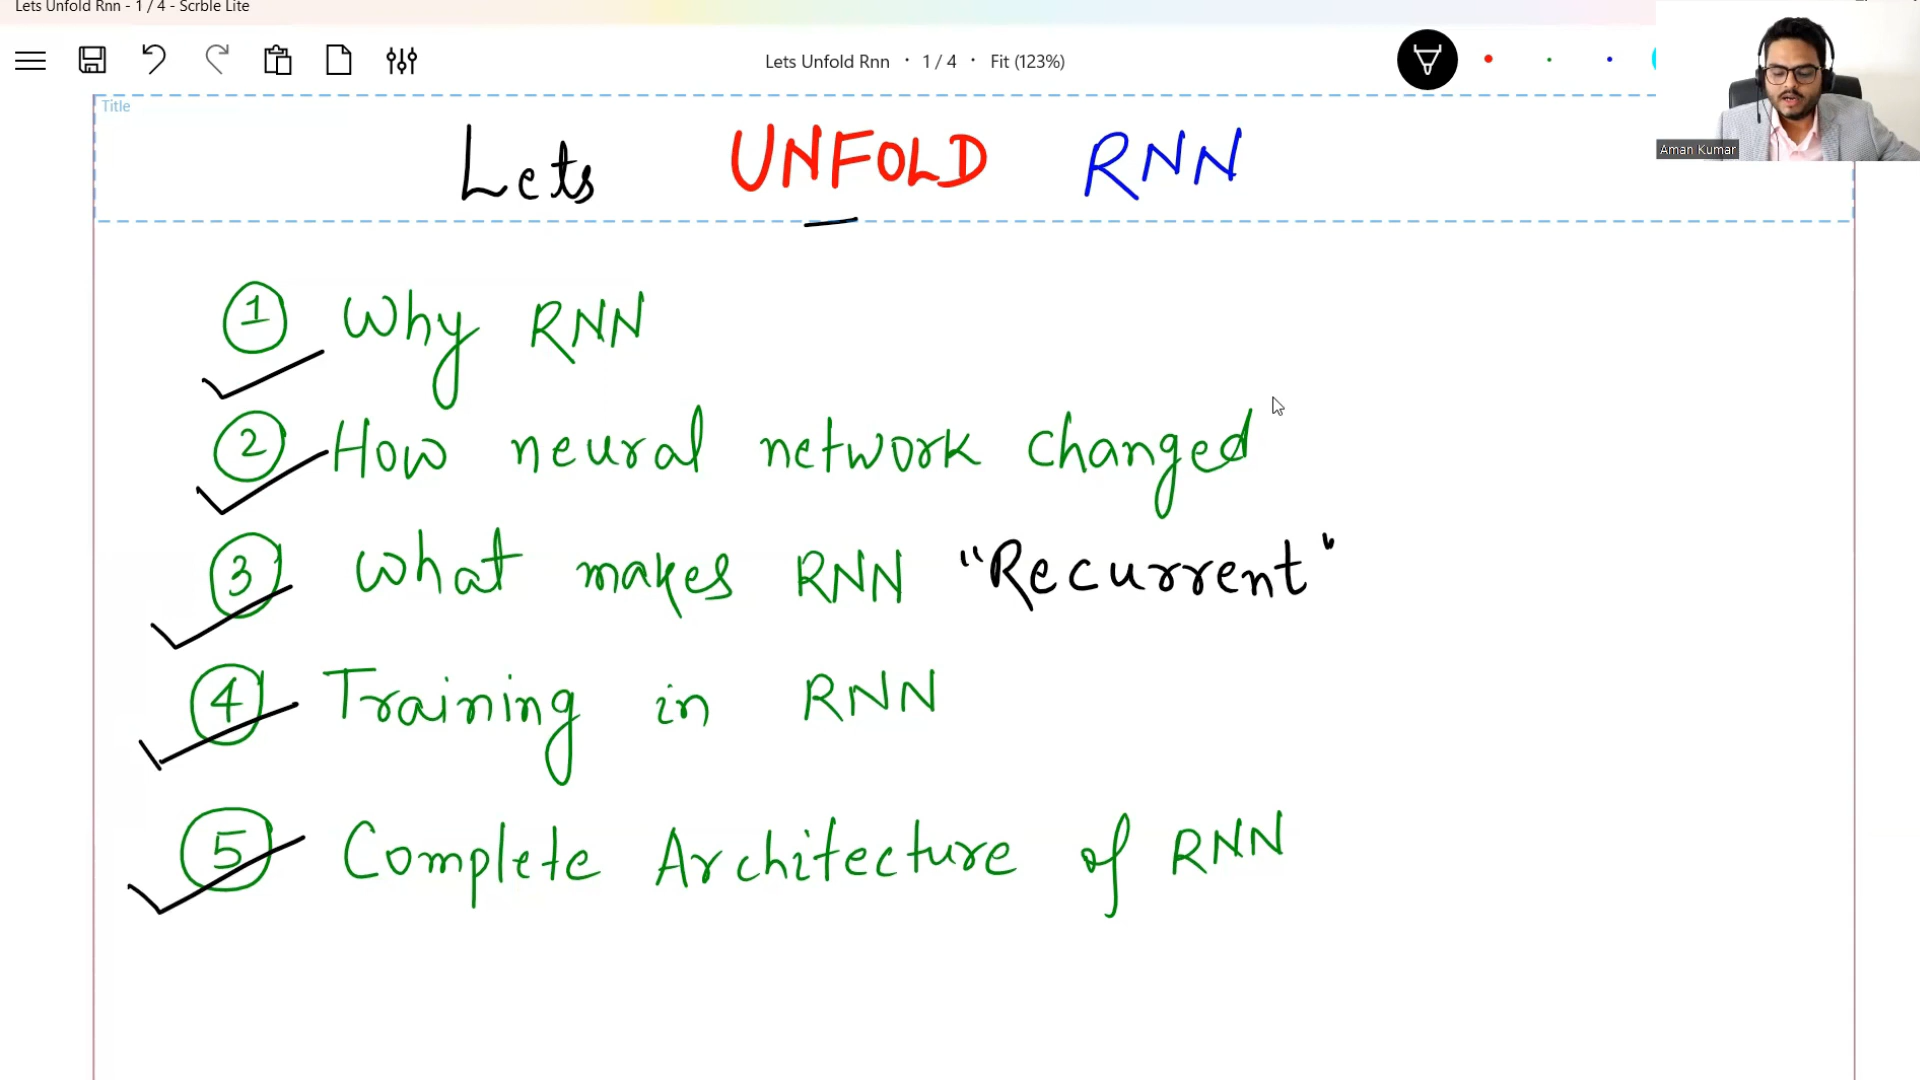 Lets Unfold Rnn - 1 / 4 - Scrble Lite
Lets Unfold Rnn • 1 / 4 • Fit (123%)
Aman Kumar
Title
Lets UNFOLD RNN
1 Why RNN
2 How neural network changed
3 What makes RNN "Recurrent"
4 Training in RNN
5 Complete Architecture of RNN